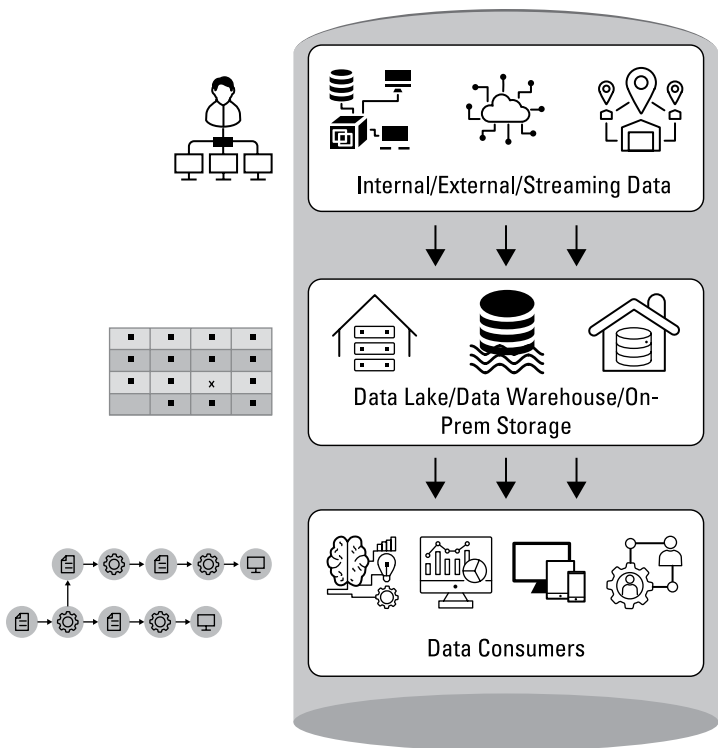 Internal/External/Streaming Data
x
Data Lake/Data Warehouse/On-
Prem Storage
Data Consumers